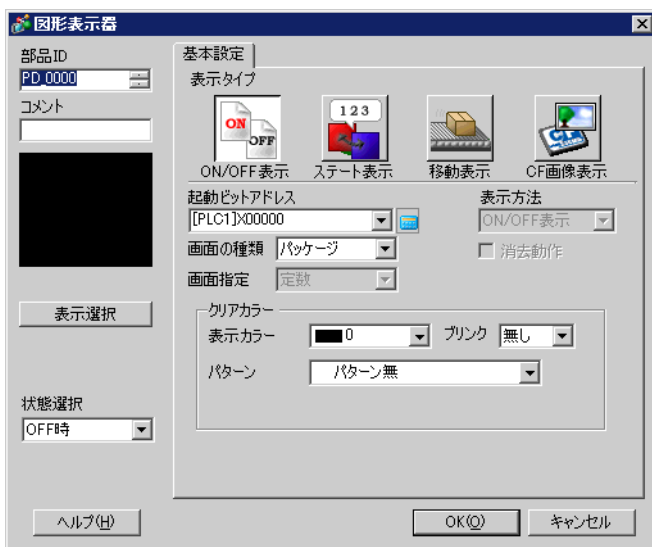 図形表示器
部品ID
PD_0000
コメント
表示選択
状態選択
OFF時
ヘルプ(H)
基本設定
表示タイプ
ON
OFF
123
ON/OFF表示 ステート表示 移動表示 CF画像表示
起動ビットアドレス
[PLC1]X00000
表示方法
ON/OFF表示
消去動作
画面の種類 パッケージ
画面指定 定数
クリアカラー
表示カラー 0 ブリンク 無し
パターン パターン無
OK(O) キャンセル